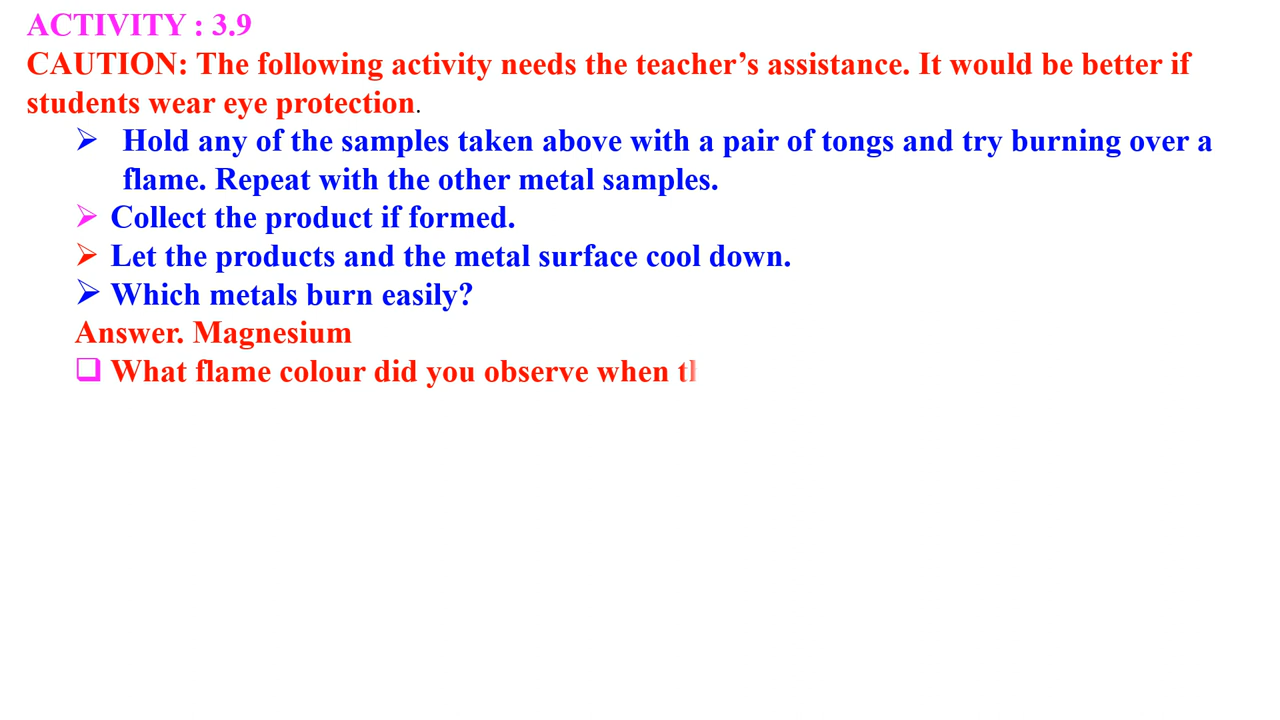 ACTIVITY : 3.9
CAUTION: The following activity needs the teacher’s assistance. It would be better if
students wear eye protection.
Hold any of the samples taken above with a pair of tongs and try burning over a
flame. Repeat with the other metal samples.
Collect the product if formed.
Let the products and the metal surface cool down.
Which metals burn easily?
Answer. Magnesium
What flame colour did you observe when